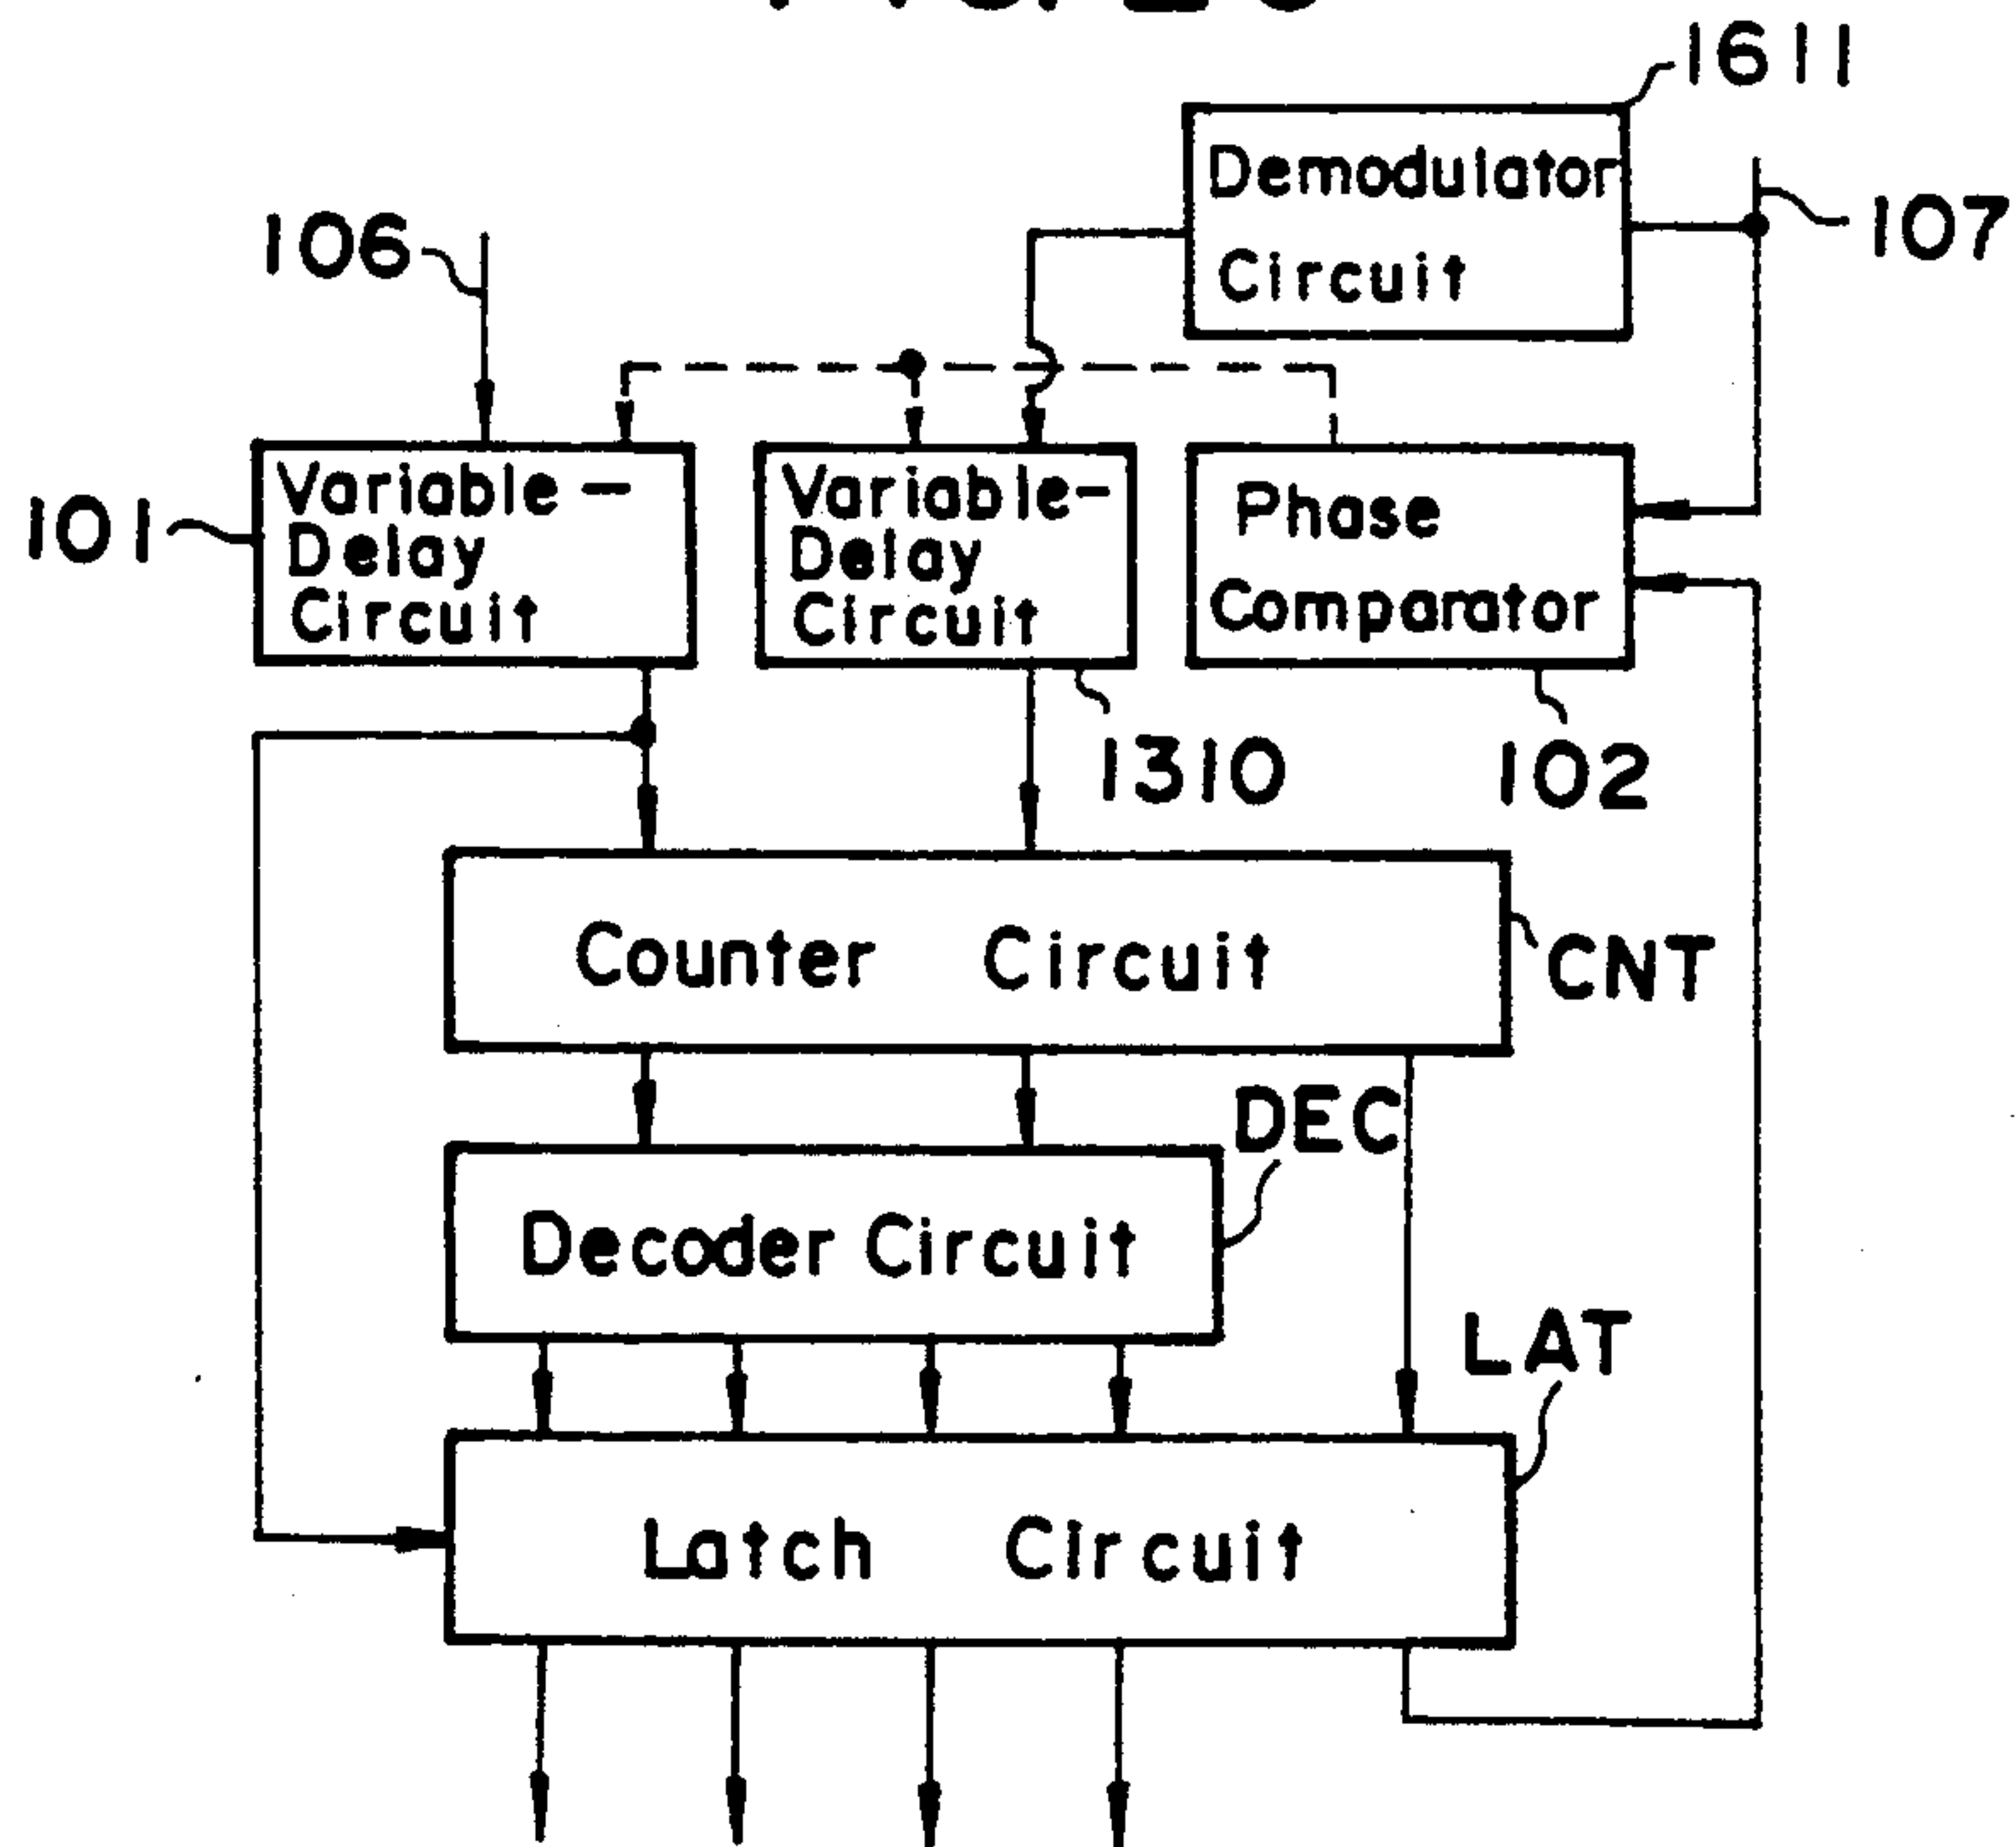 1611
Demodulator
Circuit
107
106
101
Variable-
Delay
Circuit
Variable-
Delay
Circuit
Phase
Comparator
1310
102
Counter Circuit
CNT
DEC
Decoder Circuit
LAT
Latch Circuit